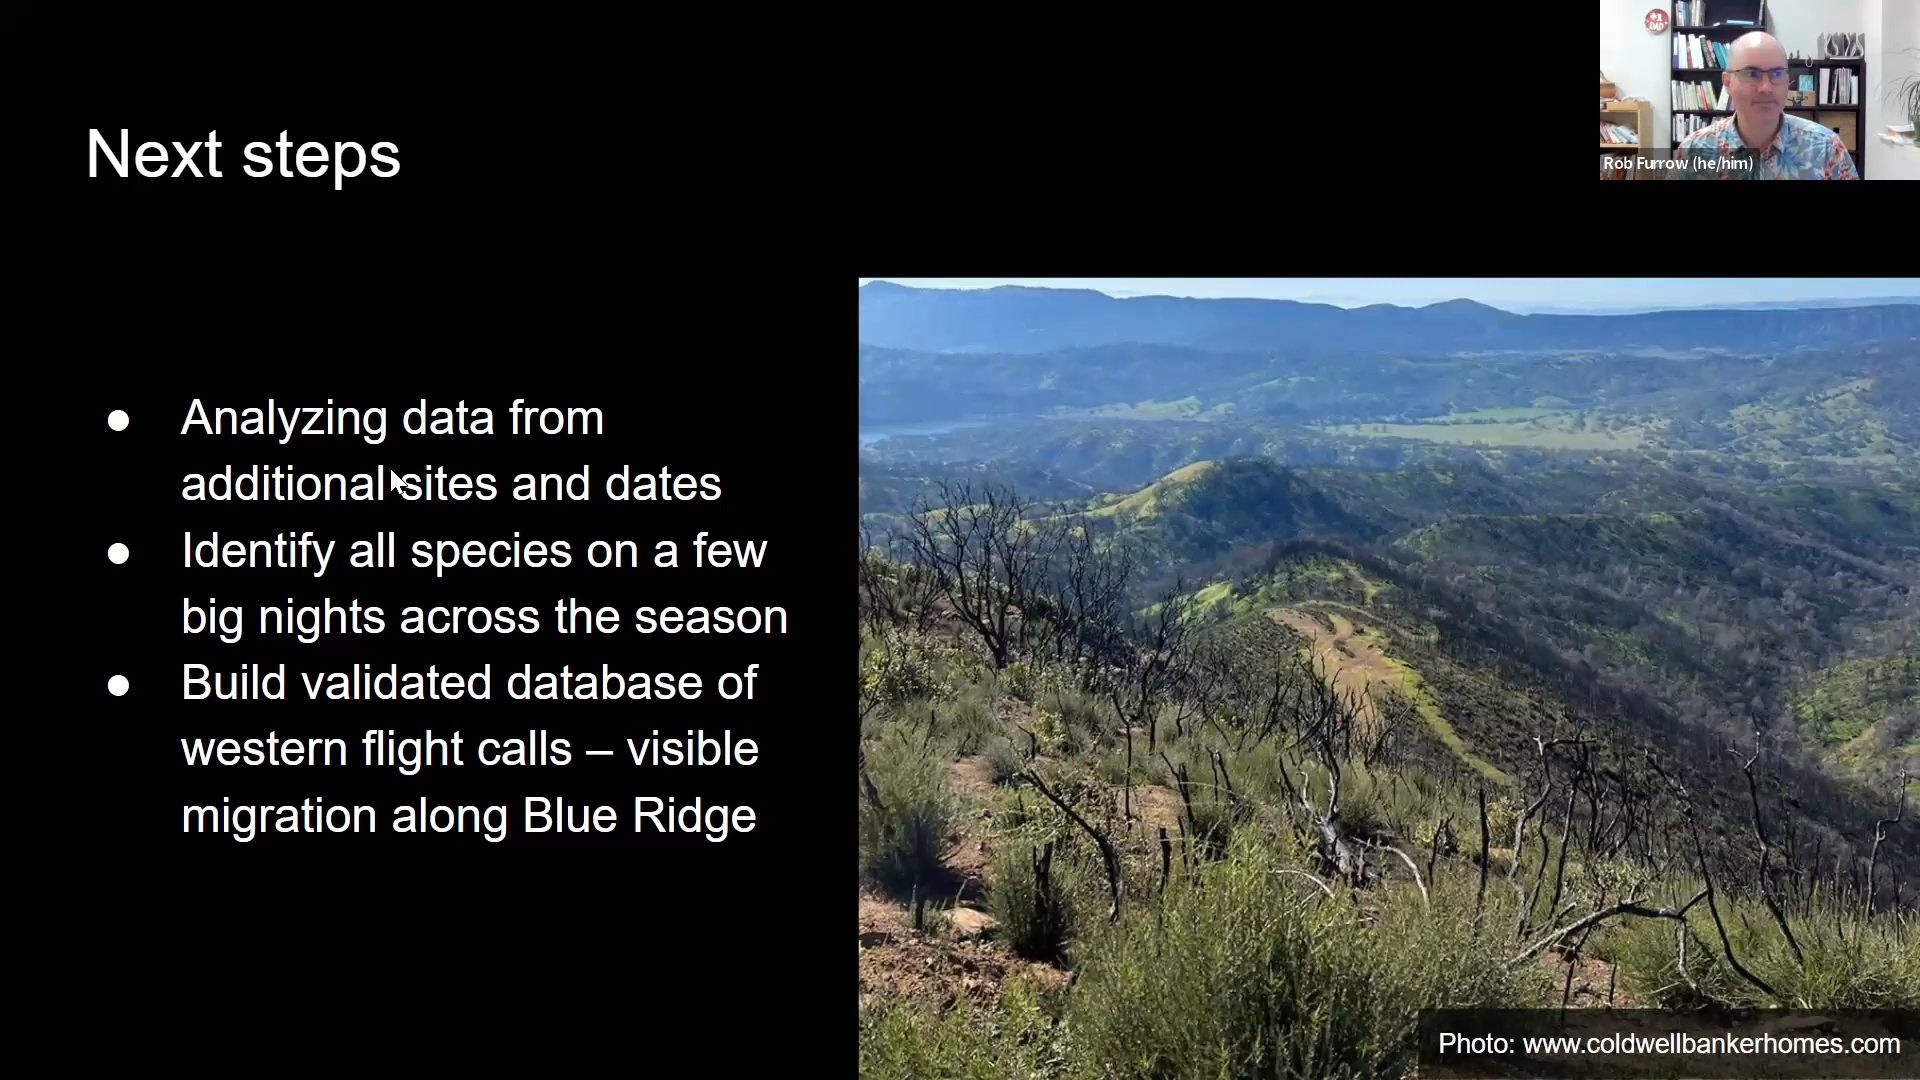 #1
DAD
Rob Furrow (he/him)
Next steps
● Analyzing data from
additional sites and dates
● Identify all species on a few
big nights across the season
● Build validated database of
western flight calls – visible
migration along Blue Ridge
Photo: www.coldwellbankerhomes.com